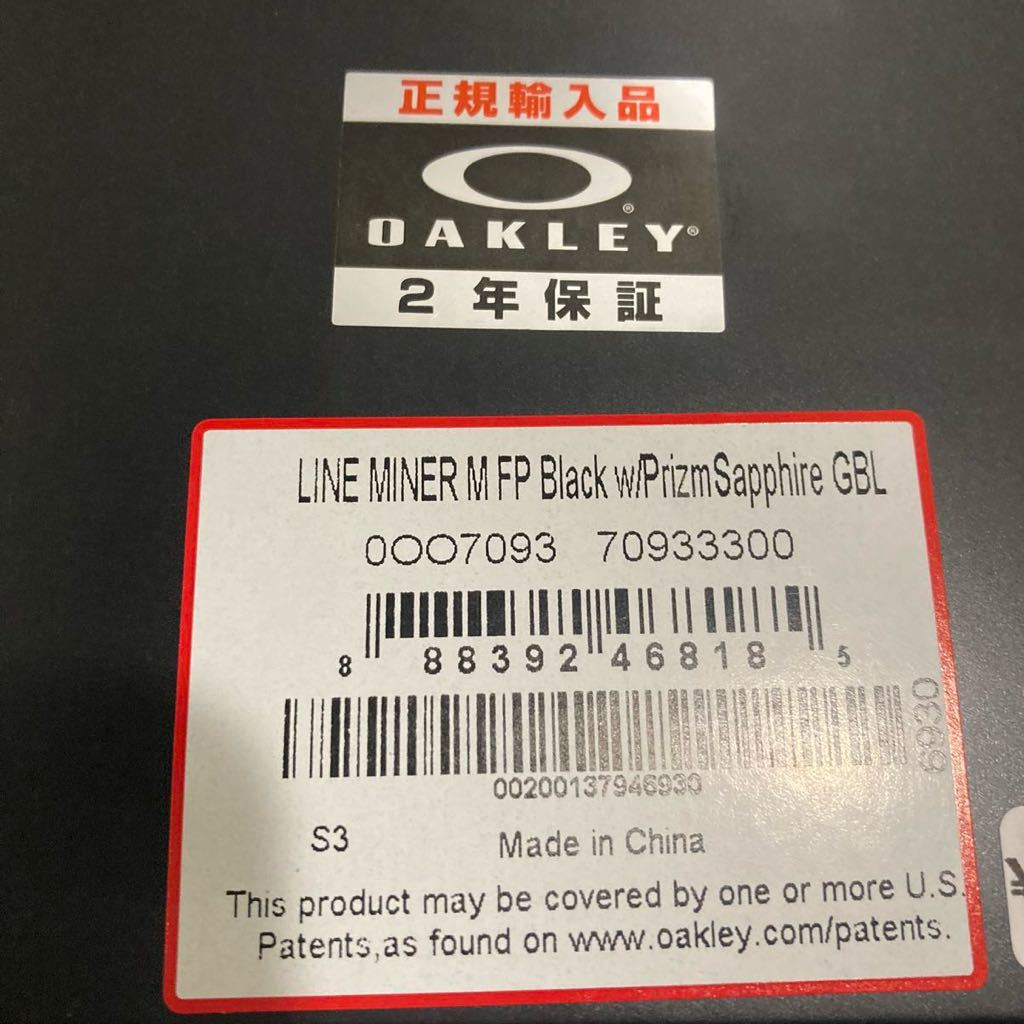 正規輸入品
®
OAKLEY®
2年保証
LINE MINER M FP Black w/PrizmSapphire GBL
0OO7093 70933300
8 88392 46818 5
6930
00200137946930
S3 Made in China
This product may be covered by one or more U.S.
Patents,as found on www.oakley.com/patents.
¥